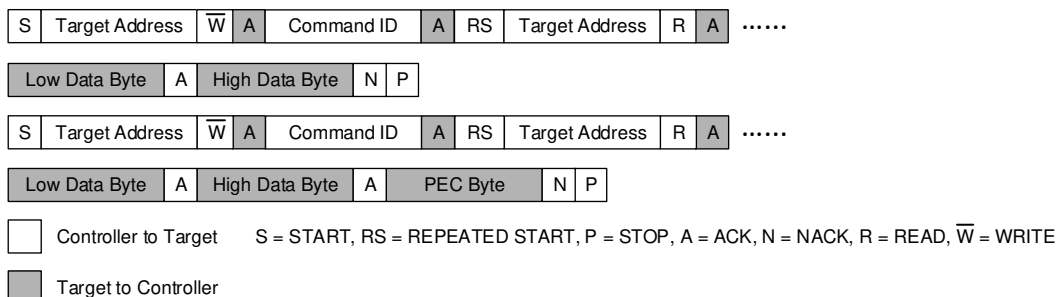 S Target Address W̅ A Command ID A RS Target Address R A ......
Low Data Byte A High Data Byte N P
S Target Address W̅ A Command ID A RS Target Address R A ......
Low Data Byte A High Data Byte A PEC Byte N P
Controller to Target S = START, RS = REPEATED START, P = STOP, A = ACK, N = NACK, R = READ, W̅ = WRITE
Target to Controller